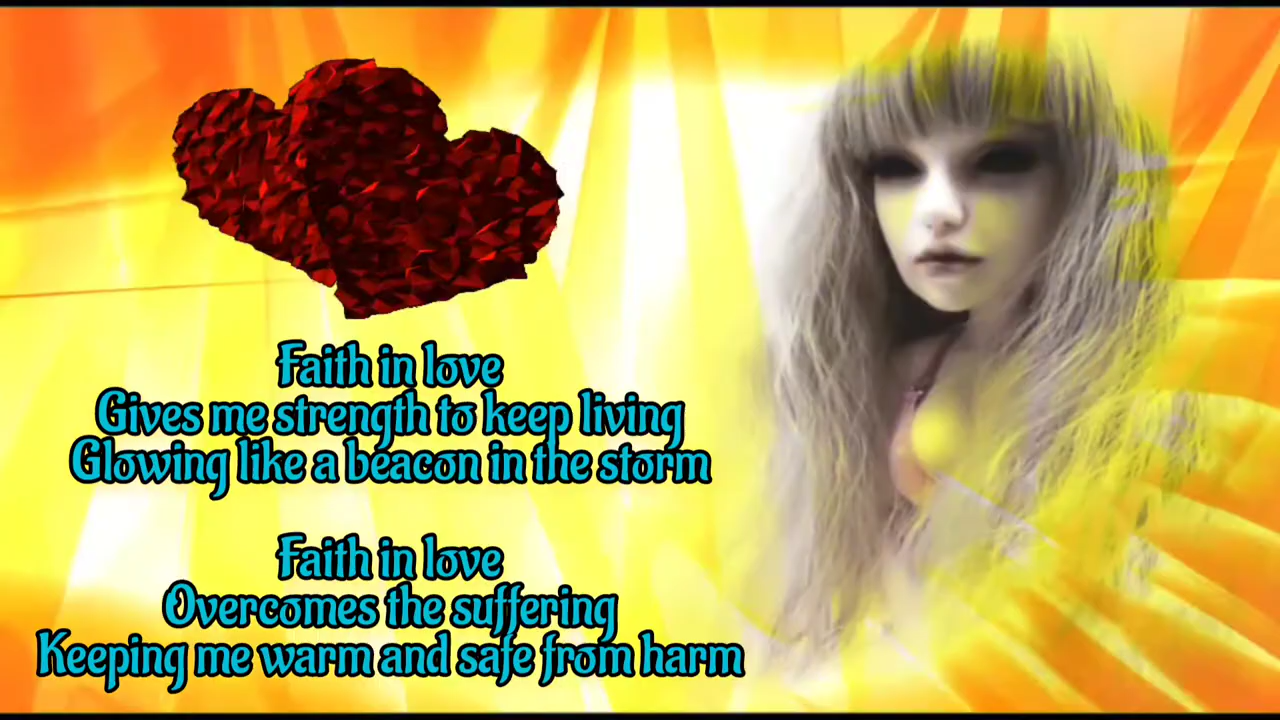 Faith in love
Gives me strength to keep living
Glowing like a beacon in the storm
Faith in love
Overcomes the suffering
Keeping me warm and safe from harm